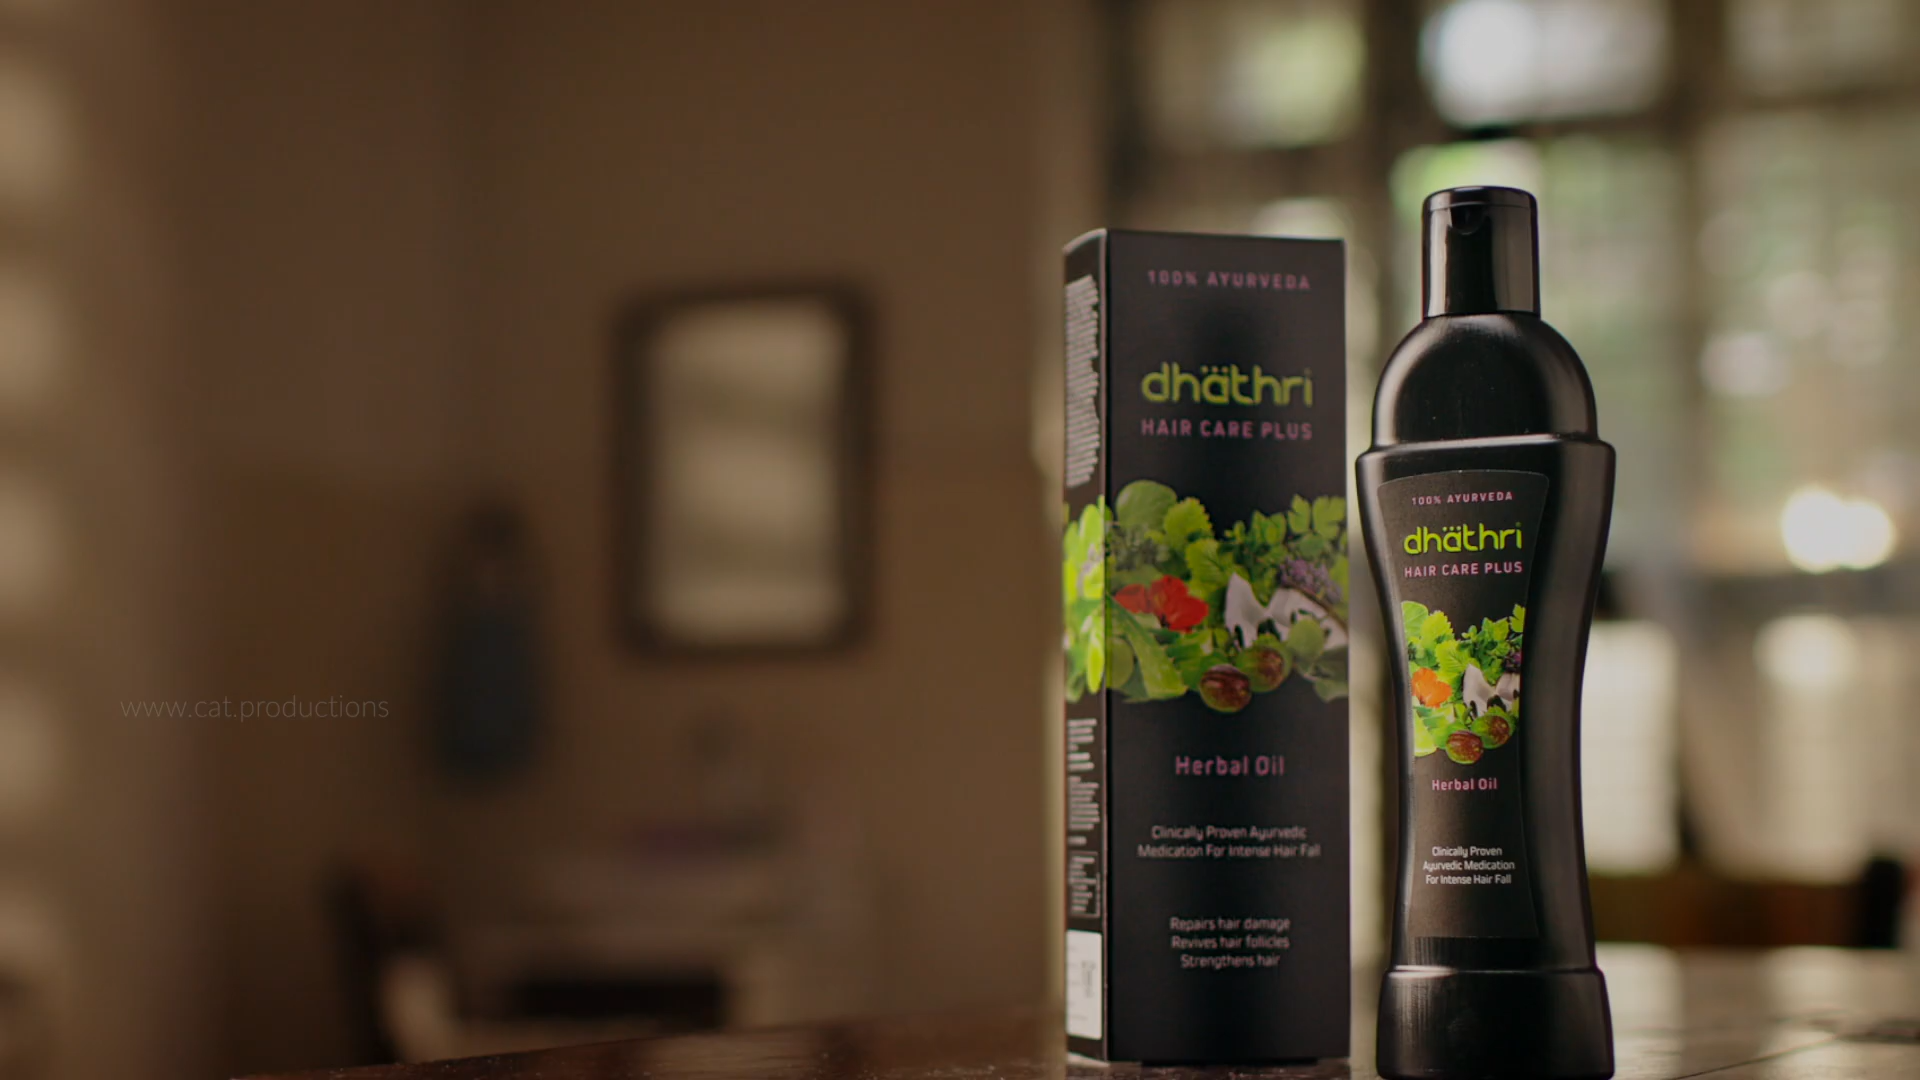 100% AYURVEDA
dhäthri
HAIR CARE PLUS
Herbal Oil
Clinically Proven Ayurvedic
Medication For Intense Hair Fall
Repairs hair damage
Revives hair follicles
Strengthens hair
100% AYURVEDA
dhäthri
HAIR CARE PLUS
Herbal Oil
Clinically Proven
Ayurvedic Medication
For Intense Hair Fall
www.cat.productions